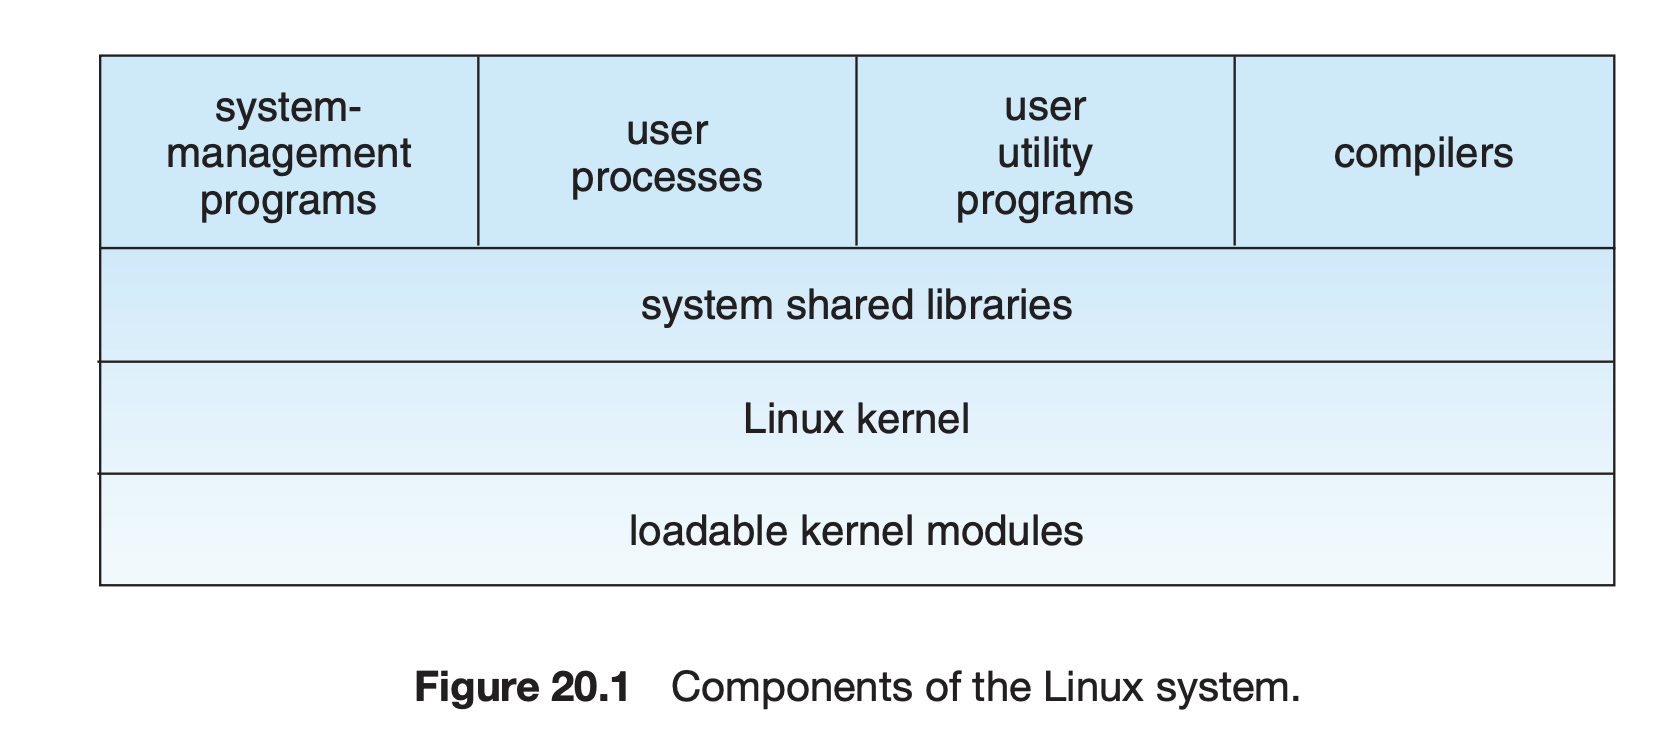 system-
management
programs
user
processes
user
utility
programs
compilers
system shared libraries
Linux kernel
loadable kernel modules
Figure 20.1 Components of the Linux system.